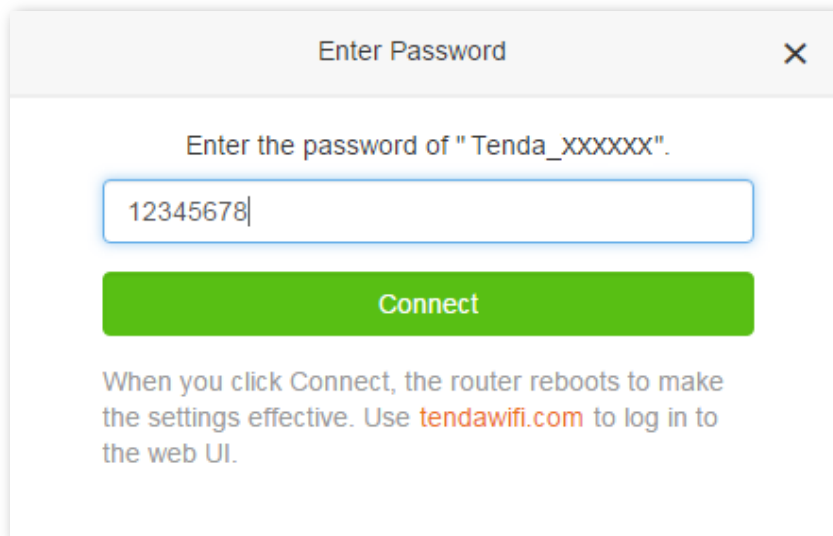 Enter Password
Enter the password of " Tenda_XXXXXX".
12345678
Connect
When you click Connect, the router reboots to make
the settings effective. Use tendawifi.com to log in to
the web UI.